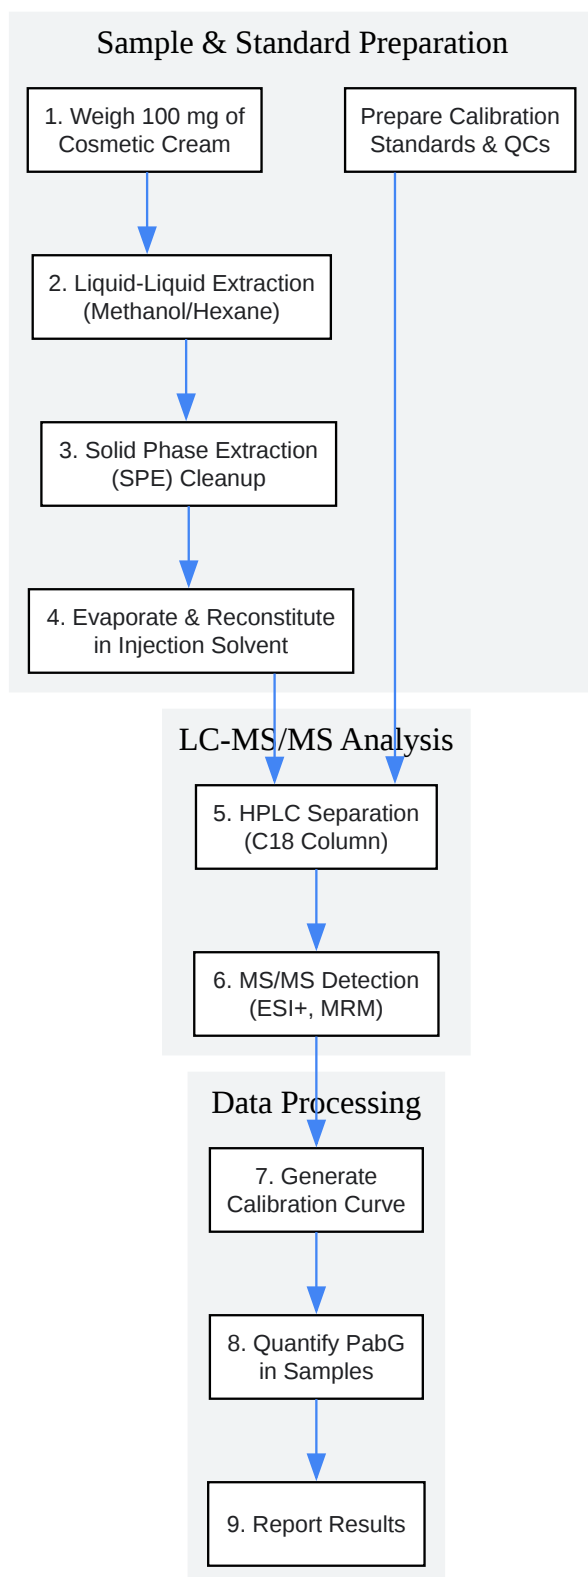 Sample & Standard Preparation
1. Weigh 100 mg of
Cosmetic Cream
Prepare Calibration
Standards & QCs
2. Liquid-Liquid Extraction
(Methanol/Hexane)
3. Solid Phase Extraction
(SPE) Cleanup
4. Evaporate & Reconstitute
in Injection Solvent
LC-MS/MS Analysis
5. HPLC Separation
(C18 Column)
6. MS/MS Detection
(ESI+, MRM)
Data Processing
7. Generate
Calibration Curve
8. Quantify PabG
in Samples
9. Report Results